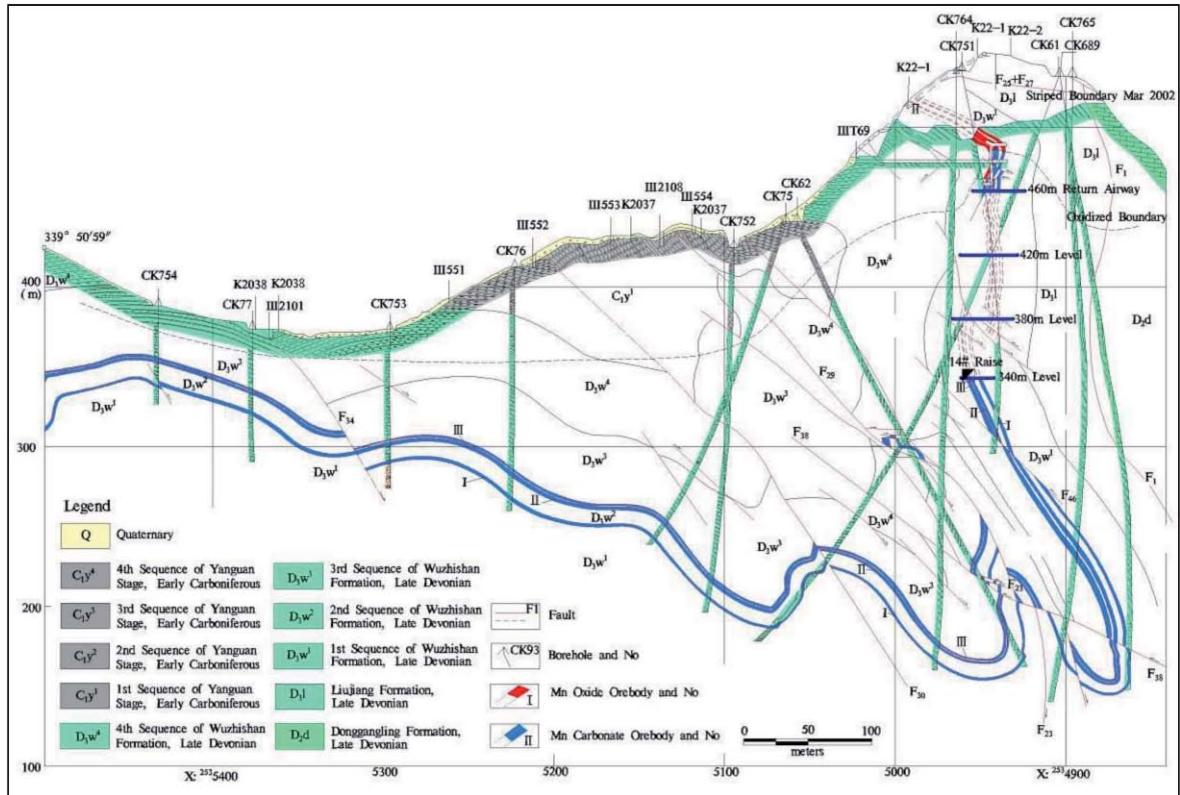 CK764
K22-1
K22-2
CK765
CK751
CK61
CK689
K22-1
F₂₅+F₂₇
II
D₃l
Striped Boundary Mar 2002
D₃w¹
IIIT69
D₃l
F₁
CK62
460m Return Airway
III2108
CK75
III553
K2037
III554
K2037
Oxidized Boundary
339° 50′59″
III552
CK752
CK76
D₃w⁴
420m Level
CK754
III551
400
(m)
D₃w⁴
K2038
K2038
C₁y¹
D₃l
CK77
III2101
CK753
D₃w⁴
380m Level
D₂d
D₃w³
14# Raise
F₂₉
340m Level
D₃w²
D₃w⁴
III
D₃w³
D₃w¹
F₃₄
II
I
III
F₃₈
300
D₃w³
D₃w¹
D₃w¹
I
II
F₄₆
F₁
D₃w²
D₃w⁴
D₃w³
D₃w¹
II
D₃w³
F₂₁
200
I
III
F₃₀
F₃₈
F₂₃
Legend
Q Quaternary
C₁y⁴ 4th Sequence of Yanguan Stage, Early Carboniferous
D₃w³ 3rd Sequence of Wuzhishan Formation, Late Devonian
C₁y³ 3rd Sequence of Yanguan Stage, Early Carboniferous
D₃w² 2nd Sequence of Wuzhishan Formation, Late Devonian
F1 Fault
C₁y² 2nd Sequence of Yanguan Stage, Early Carboniferous
D₃w¹ 1st Sequence of Wuzhishan Formation, Late Devonian
CK93 Borehole and No
C₁y¹ 1st Sequence of Yanguan Stage, Early Carboniferous
D₃l Liujiang Formation, Late Devonian
I Mn Oxide Orebody and No
D₃w⁴ 4th Sequence of Wuzhishan Formation, Late Devonian
D₂d Donggangling Formation, Late Devonian
II Mn Carbonate Orebody and No
0 50 100
meters
100
X: ²⁵³5400
5300
5200
5100
5000
X: ²⁵³4900